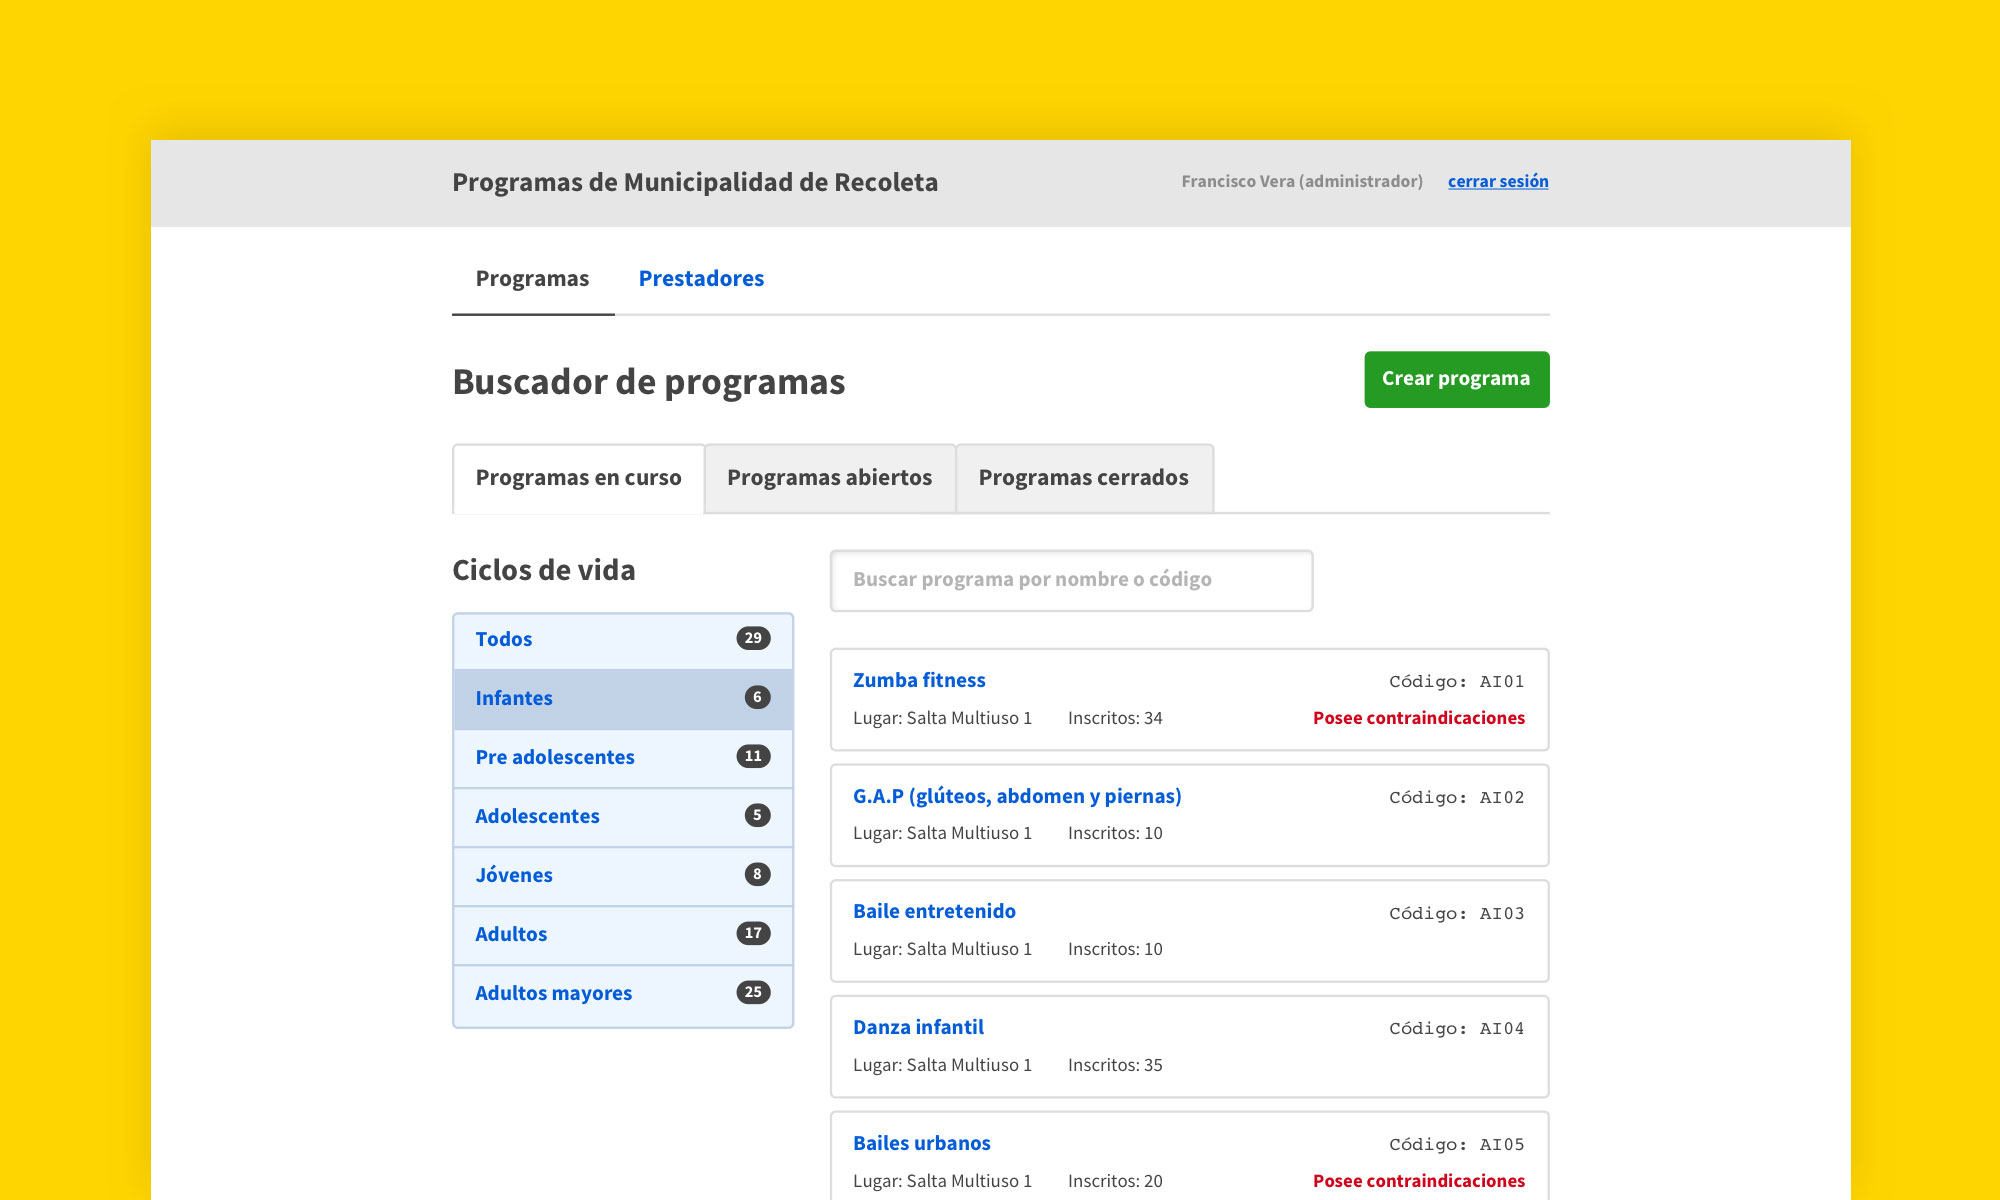 Programas de Municipalidad de Recoleta
Francisco Vera (administrador) cerrar sesión
Programas Prestadores
Buscador de programas
Crear programa
Programas en curso Programas abiertos Programas cerrados
Ciclos de vida
Todos 29
Infantes 6
Pre adolescentes 11
Adolescentes 5
Jóvenes 8
Adultos 17
Adultos mayores 25
Buscar programa por nombre o código
Zumba fitness Código: AI01
Lugar: Salta Multiuso 1 Inscritos: 34 Posee contraindicaciones
G.A.P (glúteos, abdomen y piernas) Código: AI02
Lugar: Salta Multiuso 1 Inscritos: 10
Baile entretenido Código: AI03
Lugar: Salta Multiuso 1 Inscritos: 10
Danza infantil Código: AI04
Lugar: Salta Multiuso 1 Inscritos: 35
Bailes urbanos Código: AI05
Lugar: Salta Multiuso 1 Inscritos: 20 Posee contraindicaciones